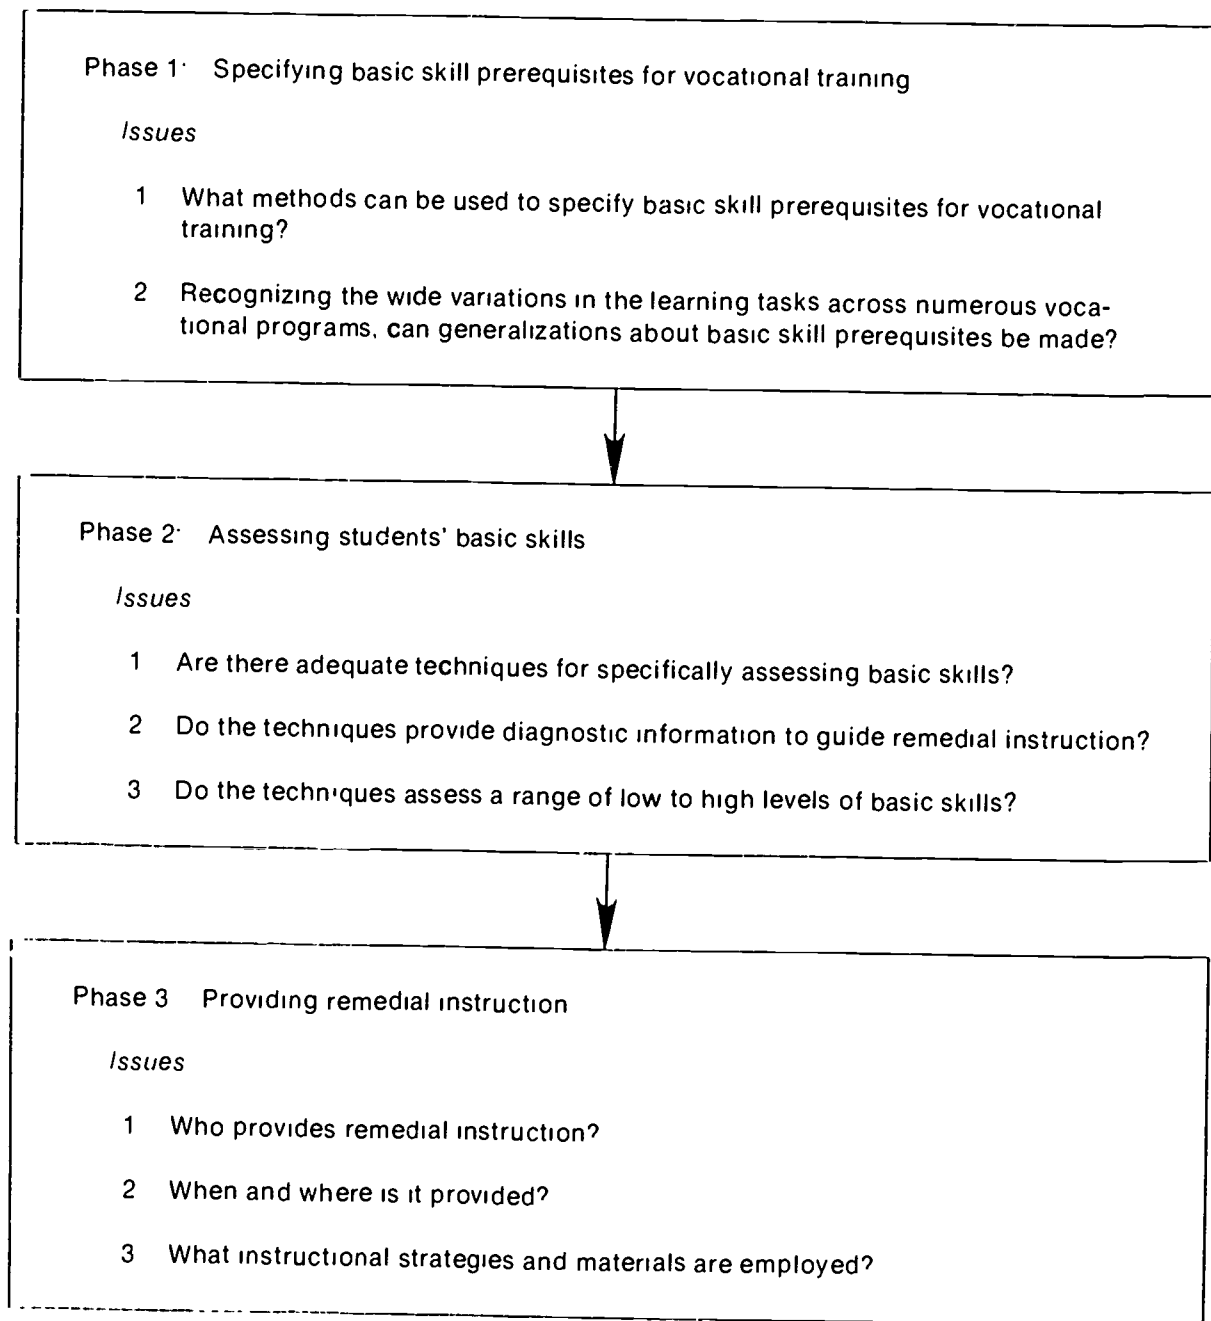 Phase 1· Specifying basic skill prerequisites for vocational training
Issues
1 What methods can be used to specify basic skill prerequisites for vocational
training?
2 Recognizing the wide variations in the learning tasks across numerous voca-
tional programs, can generalizations about basic skill prerequisites be made?
Phase 2· Assessing students' basic skills
Issues
1 Are there adequate techniques for specifically assessing basic skills?
2 Do the techniques provide diagnostic information to guide remedial instruction?
3 Do the techniques assess a range of low to high levels of basic skills?
Phase 3 Providing remedial instruction
Issues
1 Who provides remedial instruction?
2 When and where is it provided?
3 What instructional strategies and materials are employed?